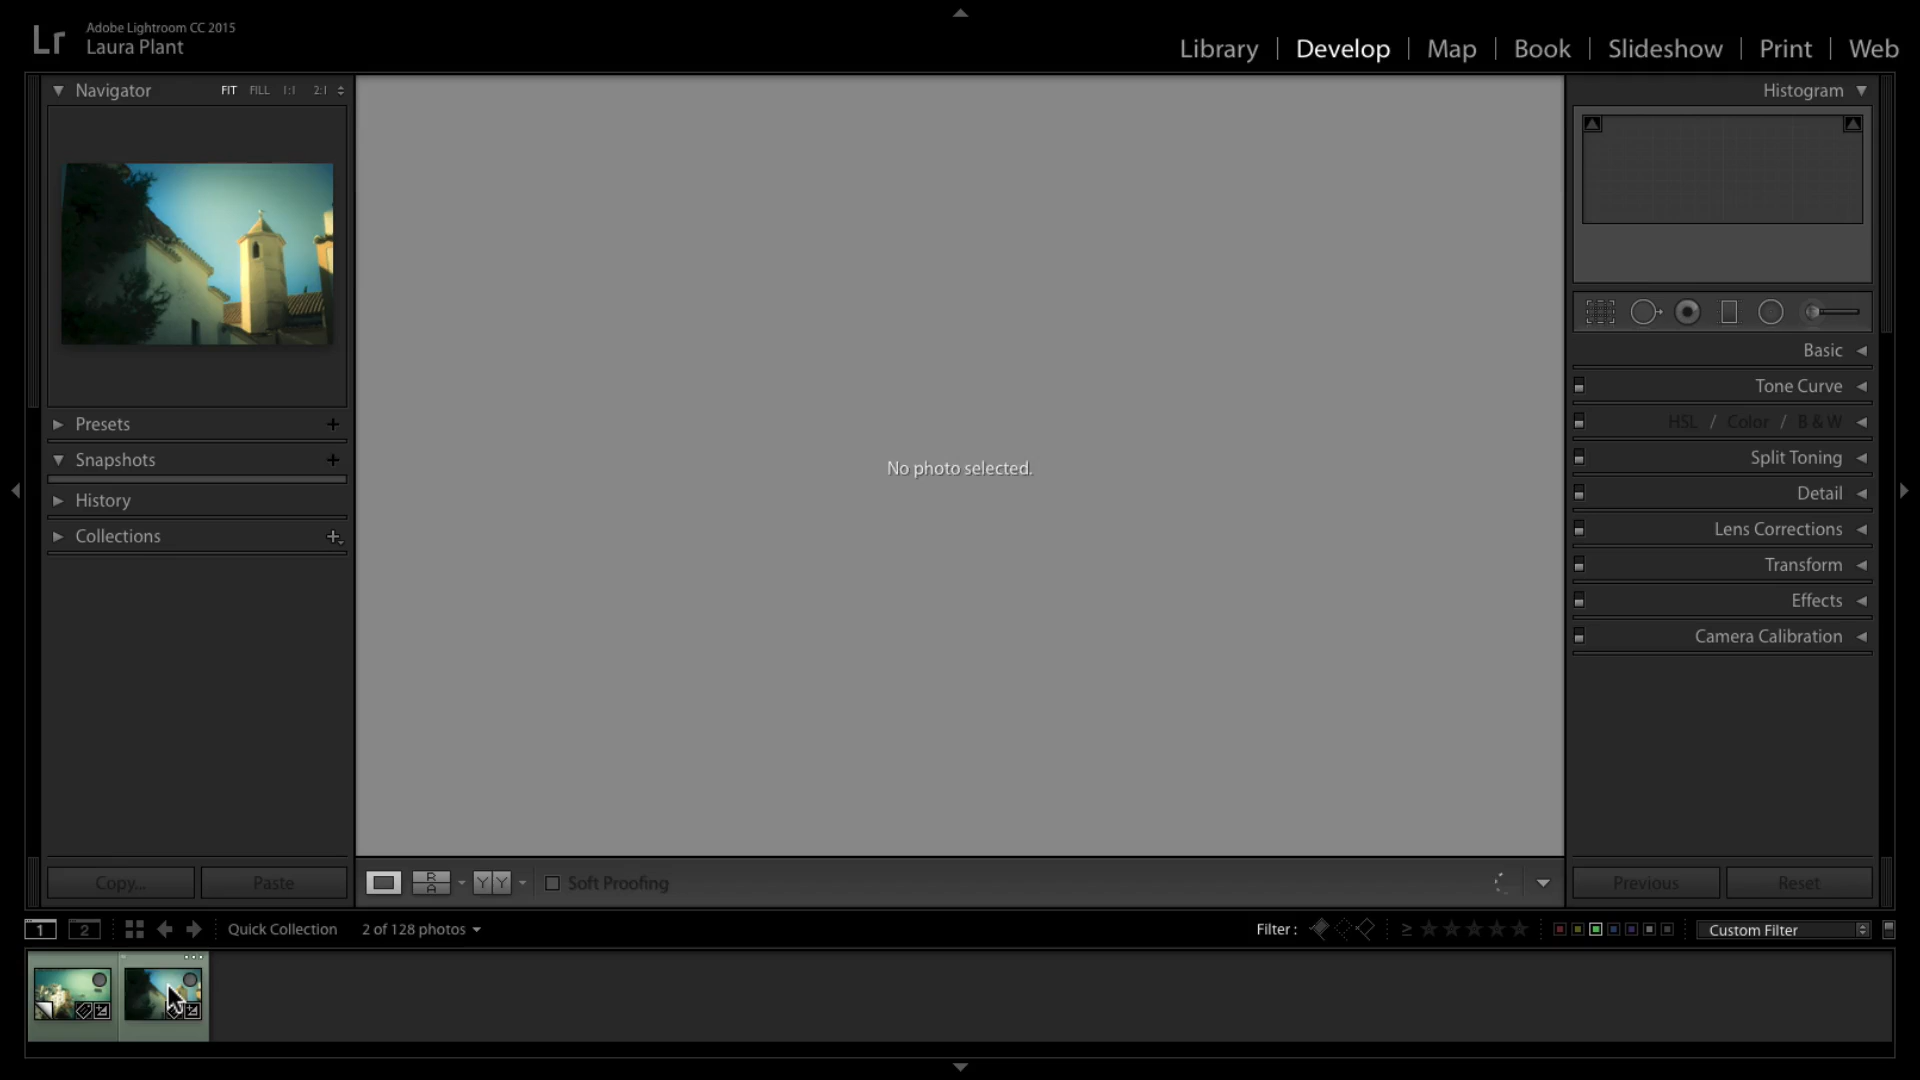 Lr
Adobe Lightroom CC 2015
Laura Plant
Library | Develop | Map | Book | Slideshow | Print | Web
Navigator FIT FILL 1:1 2:1
Histogram
Basic
Tone Curve
HSL / Color / B & W
Split Toning
Detail
Lens Corrections
Transform
Effects
Camera Calibration
Presets +
Snapshots +
History
Collections +
No photo selected.
Copy... Paste
R A Y Y Soft Proofing
Previous Reset
1 2 Quick Collection 2 of 128 photos
Filter : ≥ Custom Filter